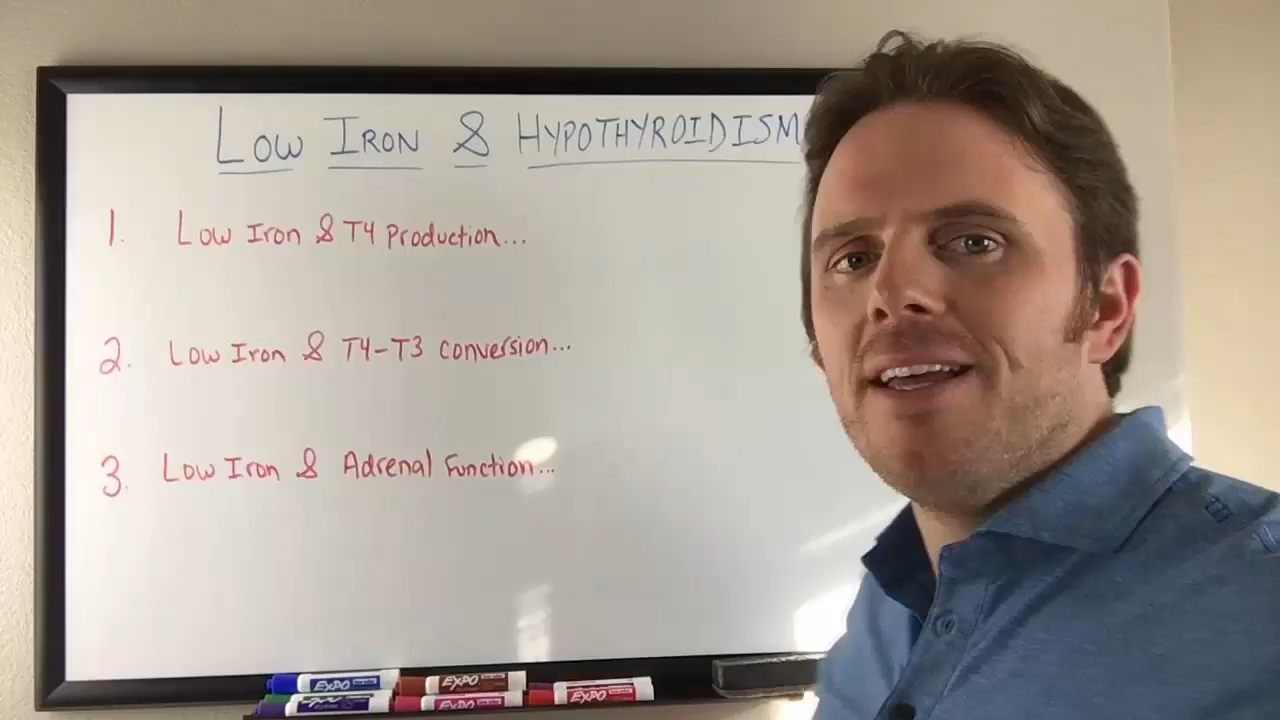 LOW IRON & HYPOTHYROIDISM
1. Low Iron & T4 Production...
2. Low Iron & T4-T3 Conversion...
3. Low Iron & Adrenal Function...
EXPO EXPO EXPO
EXPO EXPO